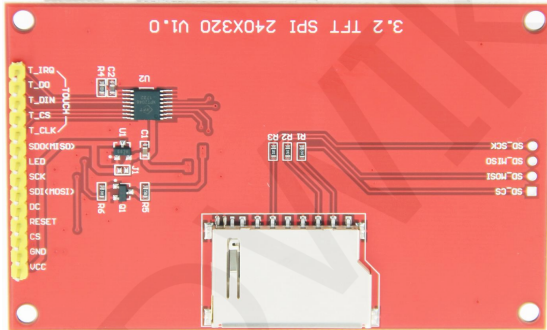 3.2 TFT SPI 240X320 V1.0
T_IRQ
T_DO
T_DIN
T_CS
T_CLK
TOUCH
SDO(MISO)
LED
SCK
SDI(MOSI)
DC
RESET
CS
GND
VCC
R4
C2
U2
U1
C1
J1
R6
Q1
R5
R3
R2
R1
SD_SCK
SD_MISO
SD_MOSI
SD_CS